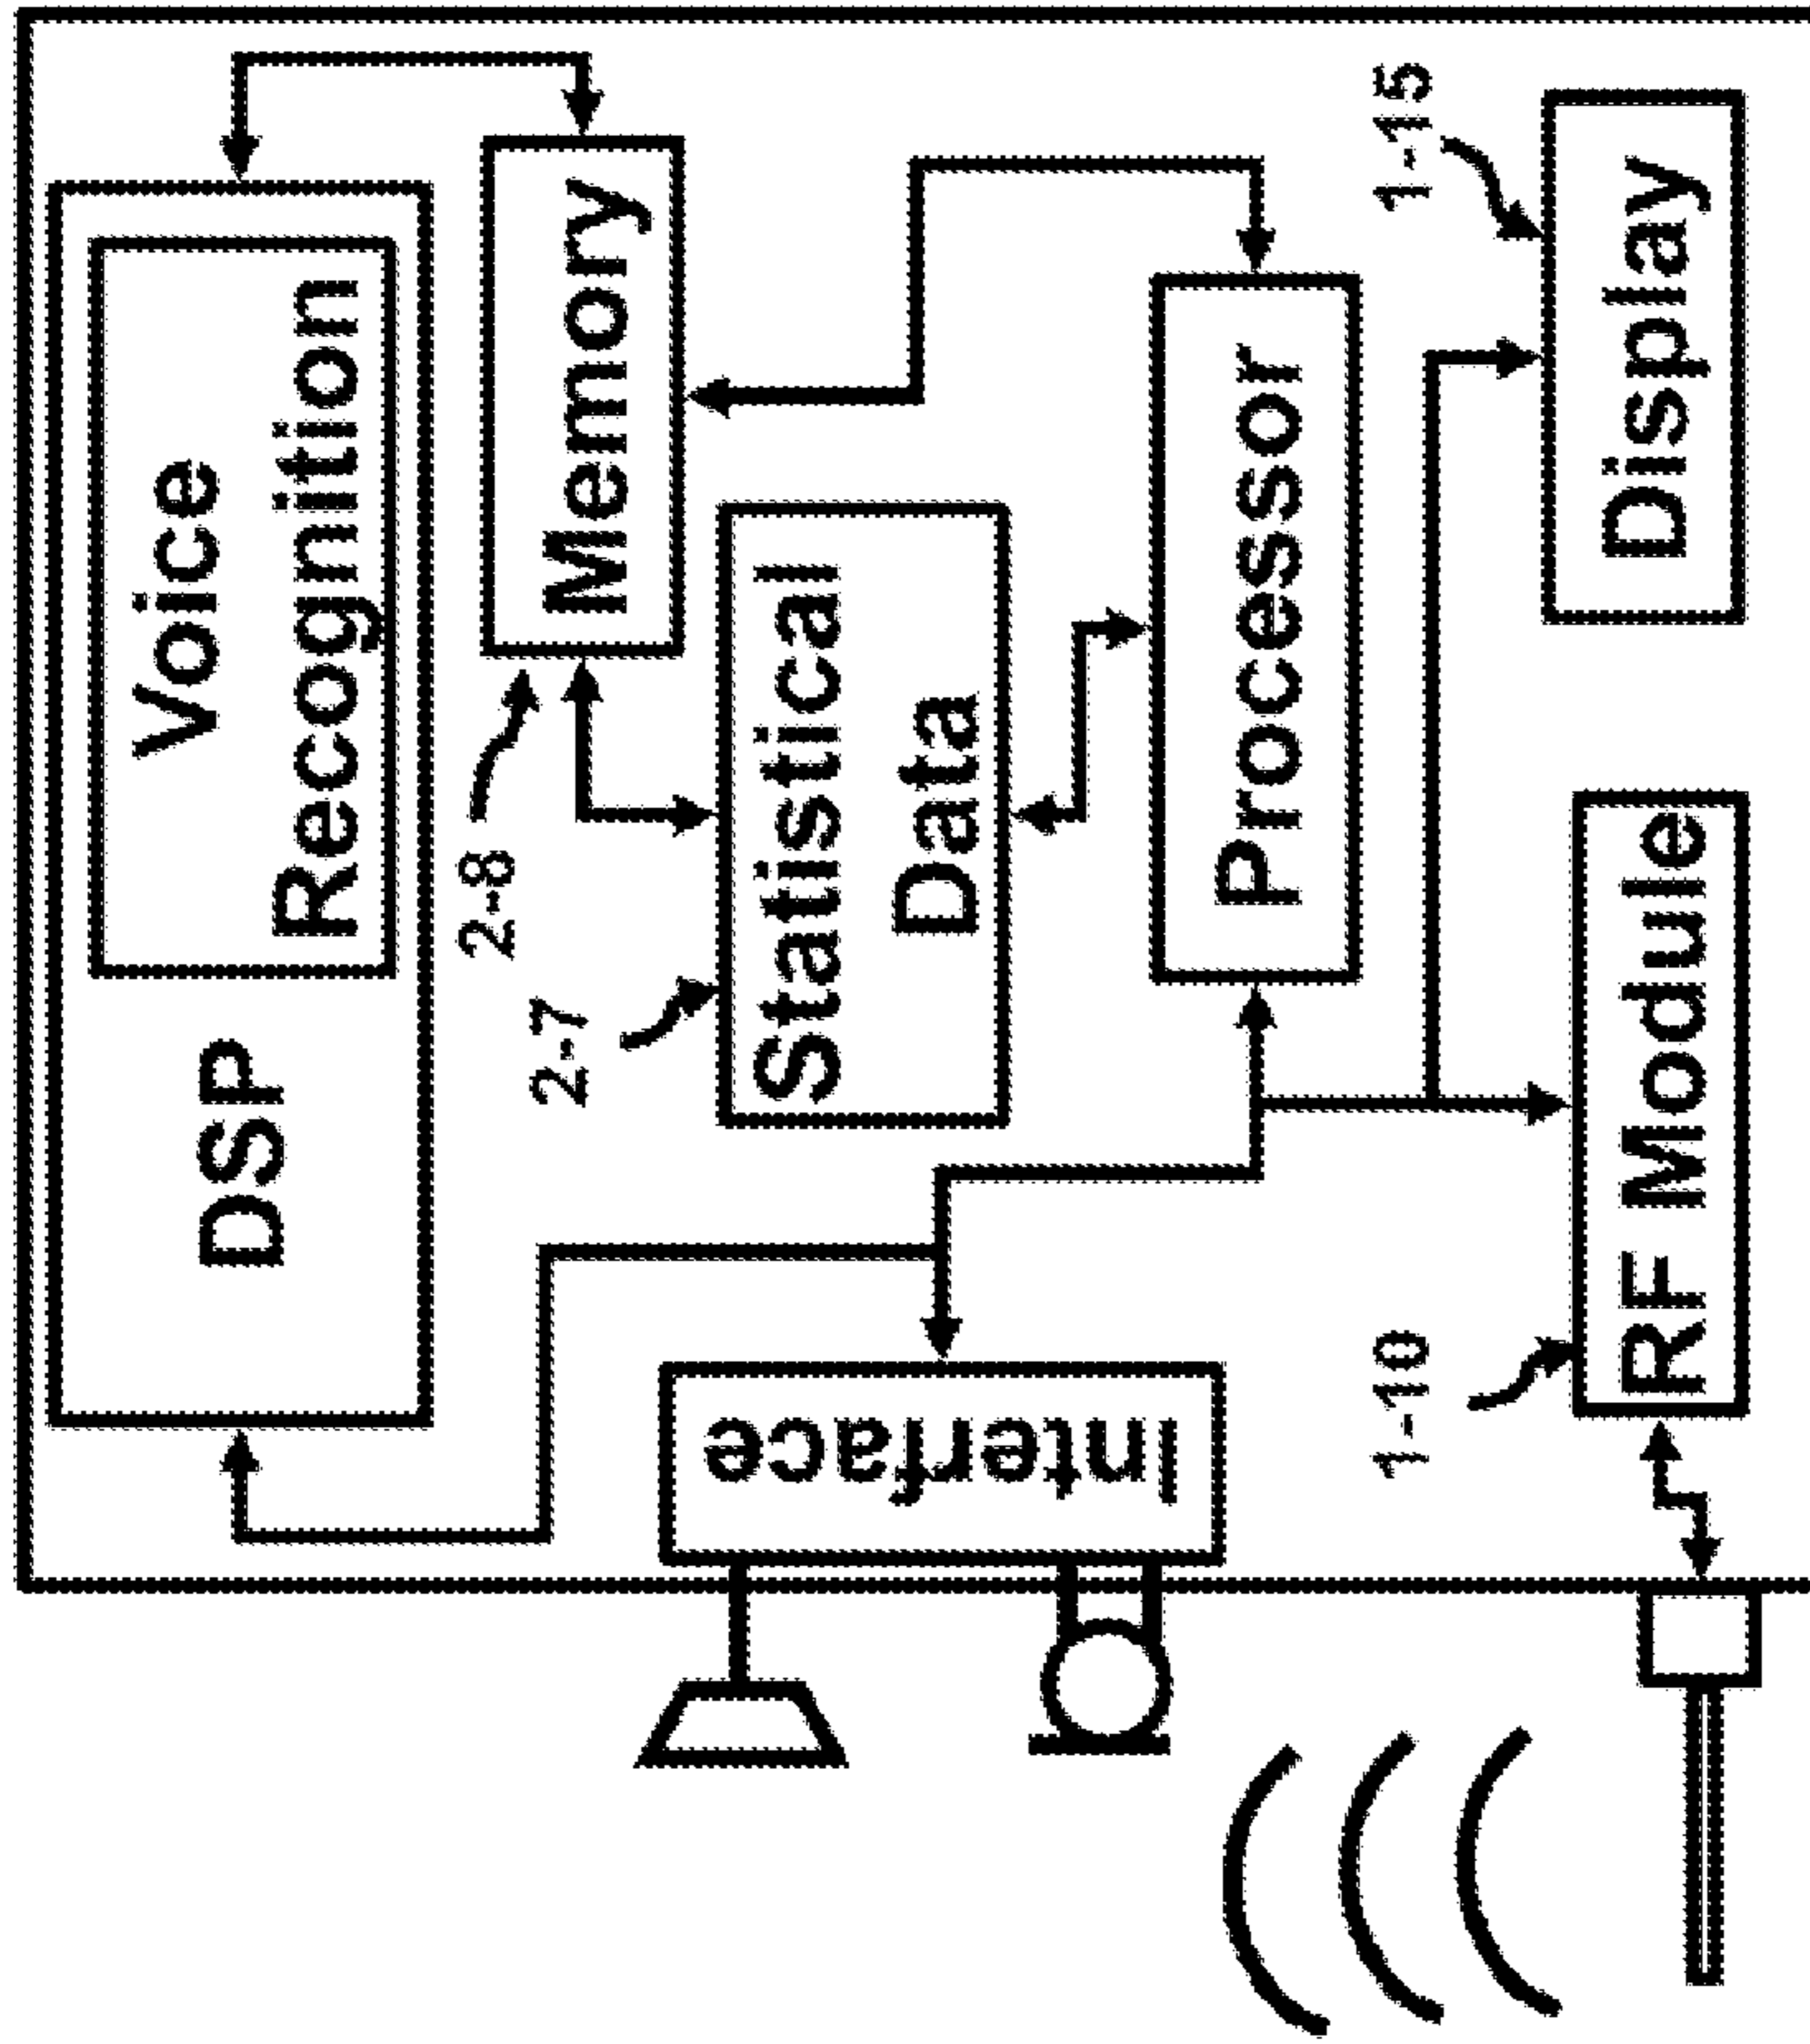 DSP
Voice
Recognition
2-8
Memory
2-7
Statistical
Data
Interface
Processor
1-10
RF Module
1-15
Display